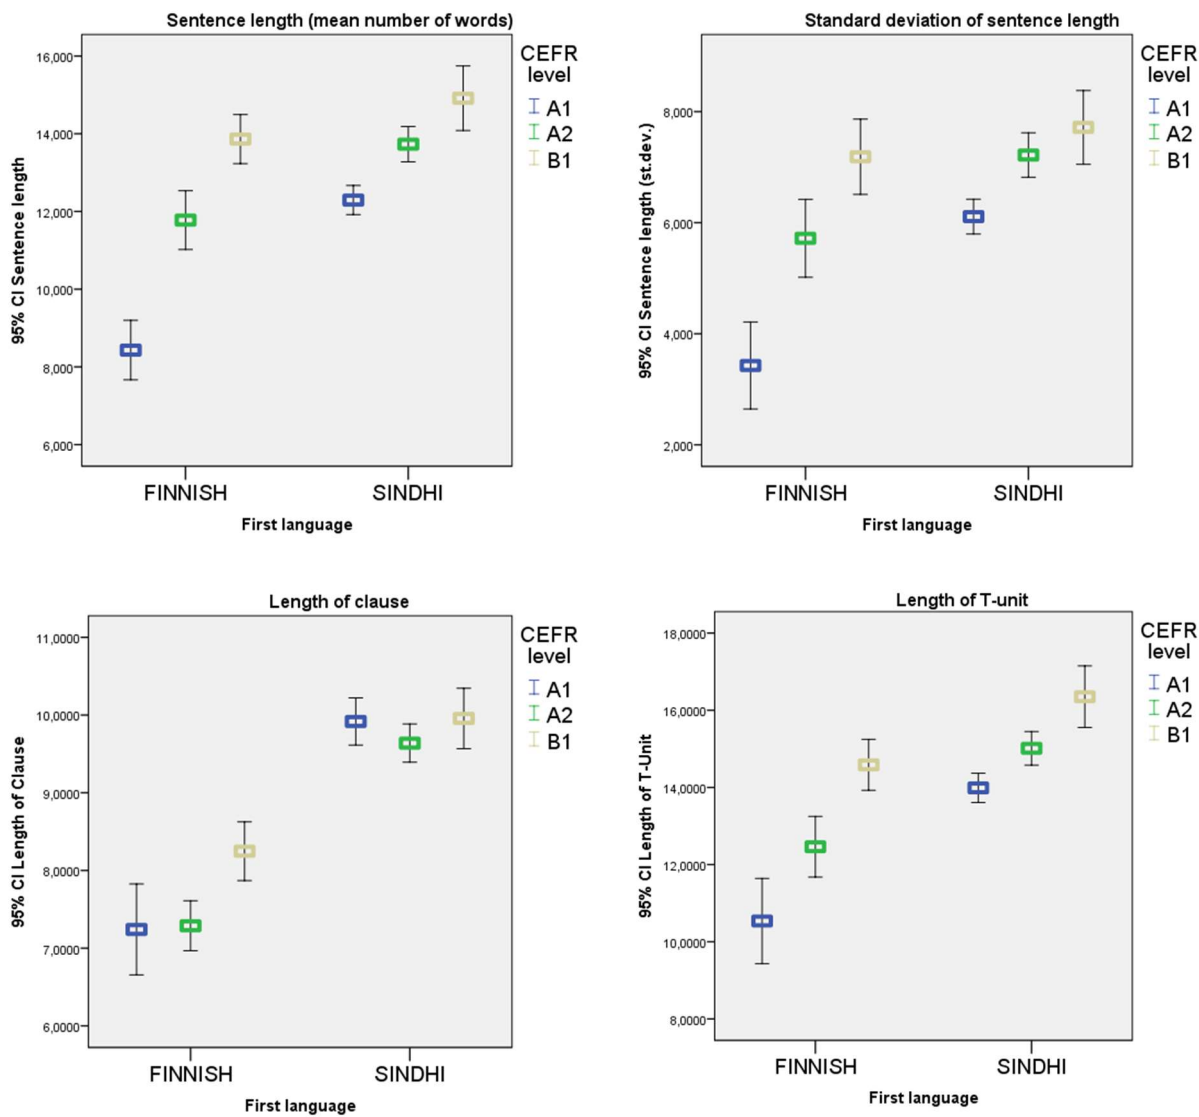 Sentence length (mean number of words)
95% CI Sentence length
16,000
14,000
12,000
10,000
8,000
6,000
FINNISH
SINDHI
First language
CEFR
level
A1
A2
B1
Standard deviation of sentence length
95% CI Sentence length (st.dev.)
8,000
6,000
4,000
2,000
FINNISH
SINDHI
First language
CEFR
level
A1
A2
B1
Length of clause
95% CI Length of Clause
11,0000
10,0000
9,0000
8,0000
7,0000
6,0000
FINNISH
SINDHI
First language
CEFR
level
A1
A2
B1
Length of T-unit
95% CI Length of T-Unit
18,0000
16,0000
14,0000
12,0000
10,0000
8,0000
FINNISH
SINDHI
First language
CEFR
level
A1
A2
B1